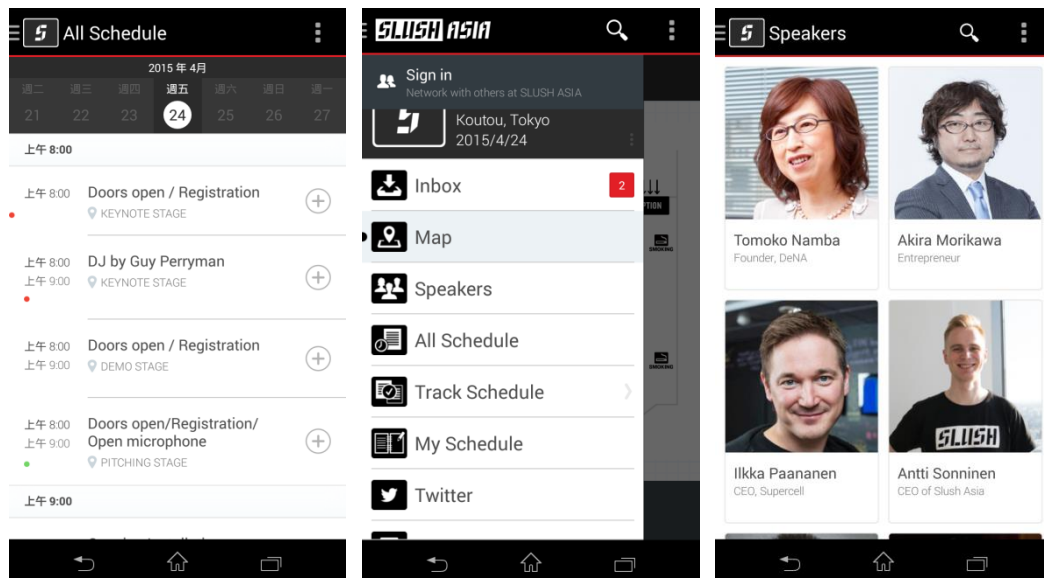 All Schedule
2015 年 4月
週二 週三 週四 週五 週六 週日 週一
21 22 23 24 25 26 27
上午 8:00
上午 8:00 Doors open / Registration
KEYNOTE STAGE
上午 8:00 DJ by Guy Perryman
上午 9:00 KEYNOTE STAGE
上午 8:00 Doors open / Registration
上午 9:00 DEMO STAGE
上午 8:00 Doors open/Registration/
上午 9:00 Open microphone
PITCHING STAGE
上午 9:00
SLUSH ASIA
Sign in
Network with others at SLUSH ASIA
Koutou, Tokyo
2015/4/24
Inbox 2
Map
Speakers
All Schedule
Track Schedule
My Schedule
Twitter
SMOKING
SMOKING
Speakers
Tomoko Namba
Founder, DeNA
Akira Morikawa
Entrepreneur
SLUSH
Ilkka Paananen
CEO, Supercell
Antti Sonninen
CEO of Slush Asia